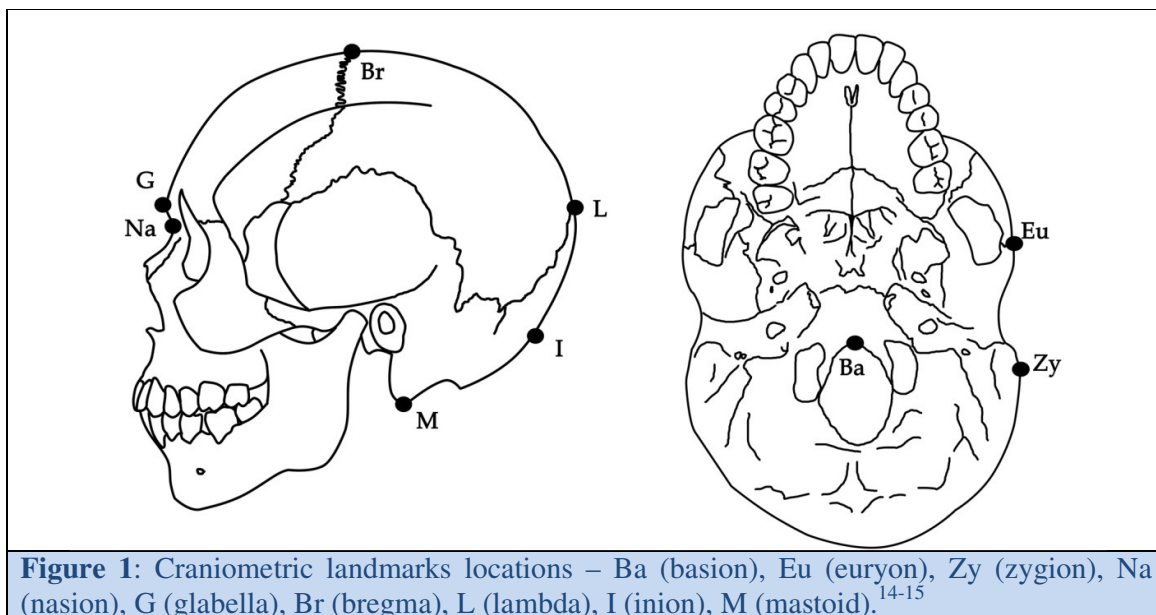 Br
G
Na
L
I
M
Eu
Ba
Zy
Figure 1: Craniometric landmarks locations – Ba (basion), Eu (euryon), Zy (zygion), Na
(nasion), G (glabella), Br (bregma), L (lambda), I (inion), M (mastoid).14-15